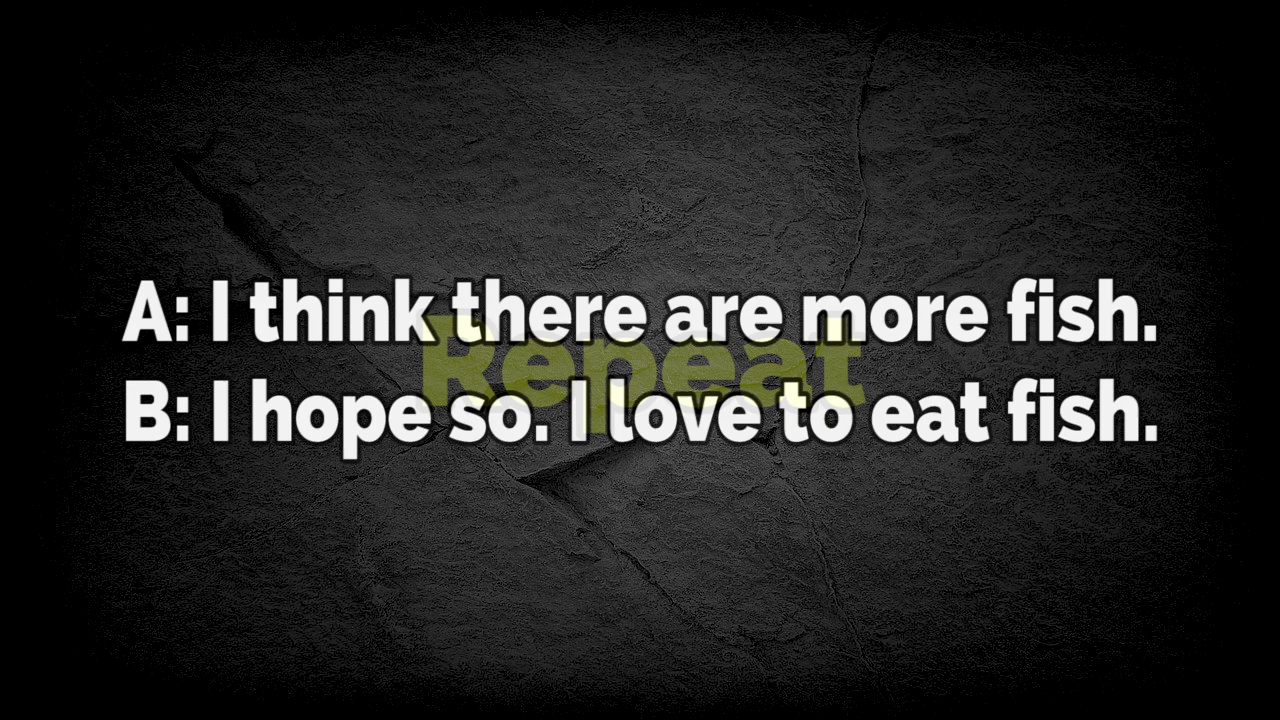 A: I think there are more fish.
Repeat
B: I hope so. I love to eat fish.